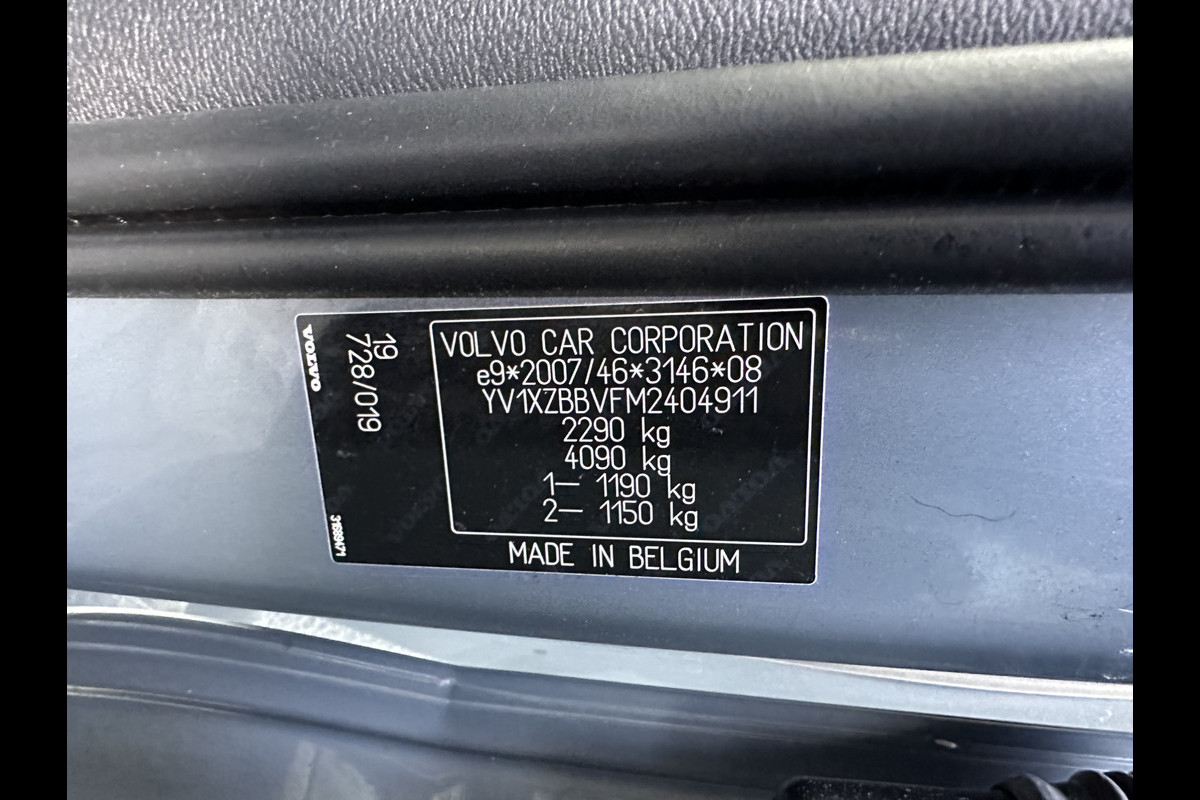 VOLVO CAR CORPORATION
e9*2007/46*3146*08
YV1XZBBVFM2404911
2290 kg
4090 kg
1— 1190 kg
2— 1150 kg
MADE IN BELGIUM
VOLVO
19
728/019